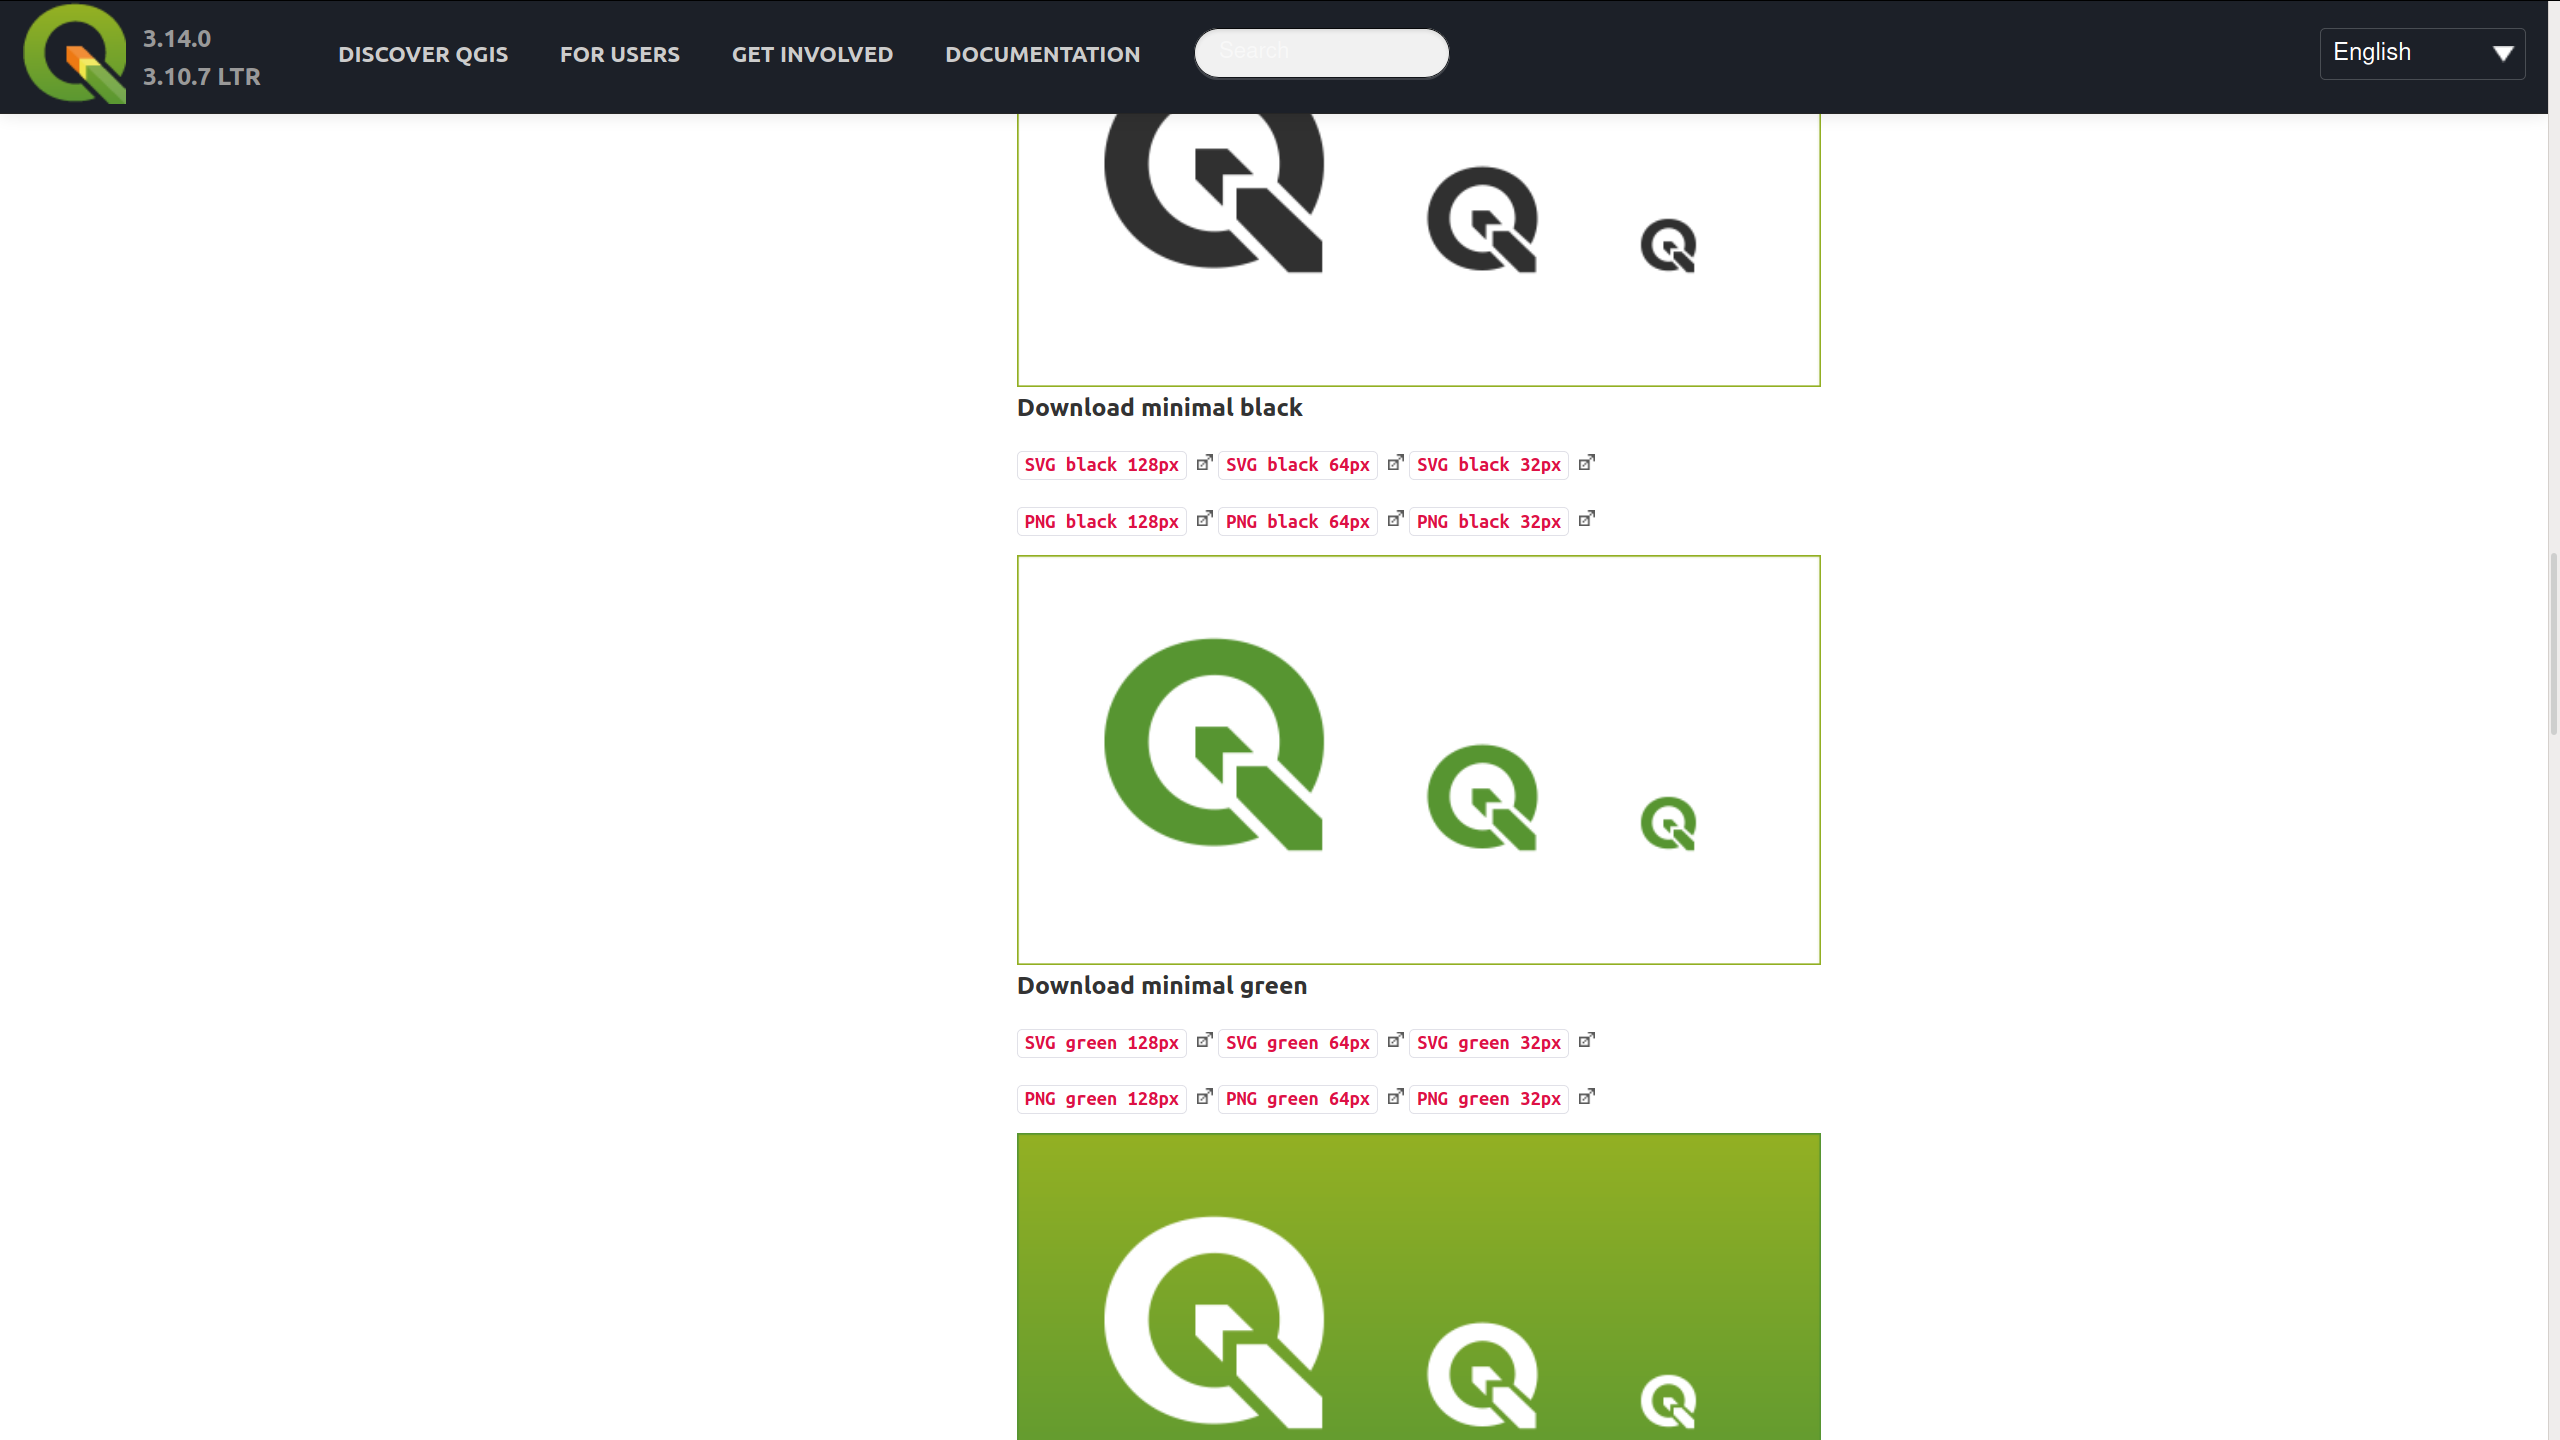 3.14.0
3.10.7 LTR
DISCOVER QGIS FOR USERS GET INVOLVED DOCUMENTATION Search English
Download minimal black
SVG black 128px SVG black 64px SVG black 32px
PNG black 128px PNG black 64px PNG black 32px
Download minimal green
SVG green 128px SVG green 64px SVG green 32px
PNG green 128px PNG green 64px PNG green 32px